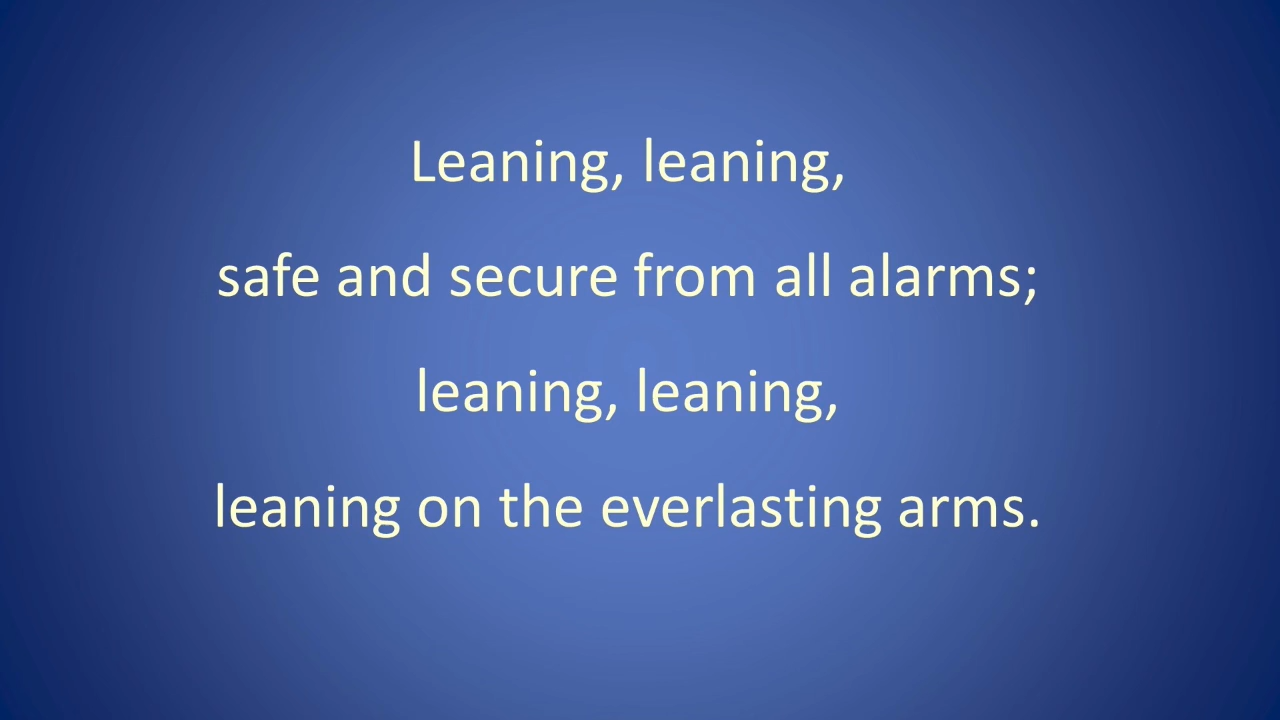 Leaning, leaning,
safe and secure from all alarms;
leaning, leaning,
leaning on the everlasting arms.